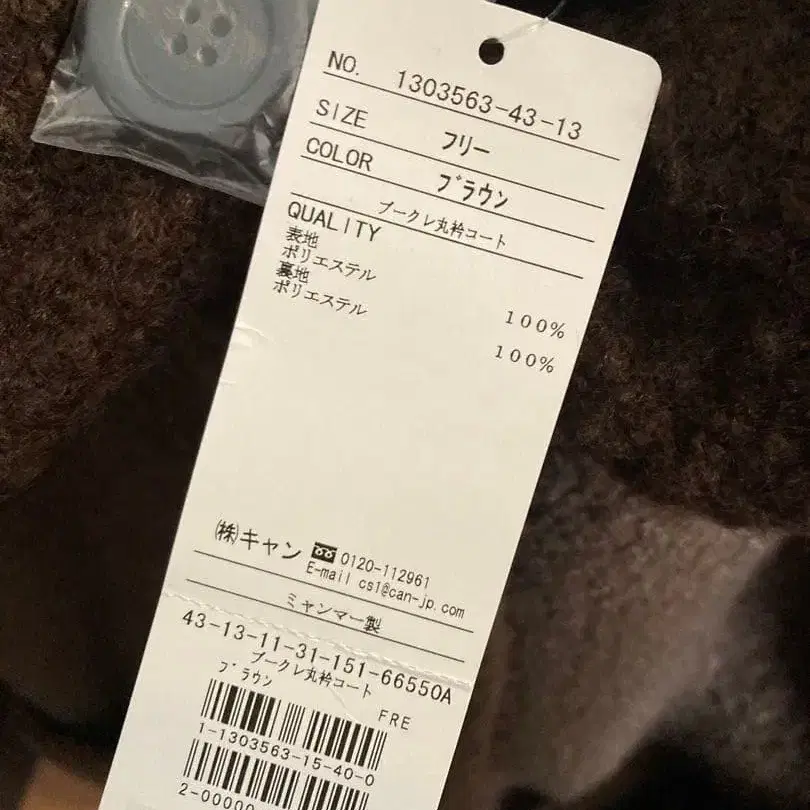 NO. 1303563-43-13
SIZE フリー
COLOR ブラウン
ブークレ丸衿コート
QUALITY
表地
ポリエステル 100%
裏地
ポリエステル 100%
㈱キャン 0120-112961
E-mail cs1@can-jp.com
ミャンマー製
43-13-11-31-151-66550A
ブークレ丸衿コート
ブラウン FRE
1-1303563-15-40-0
2-00000